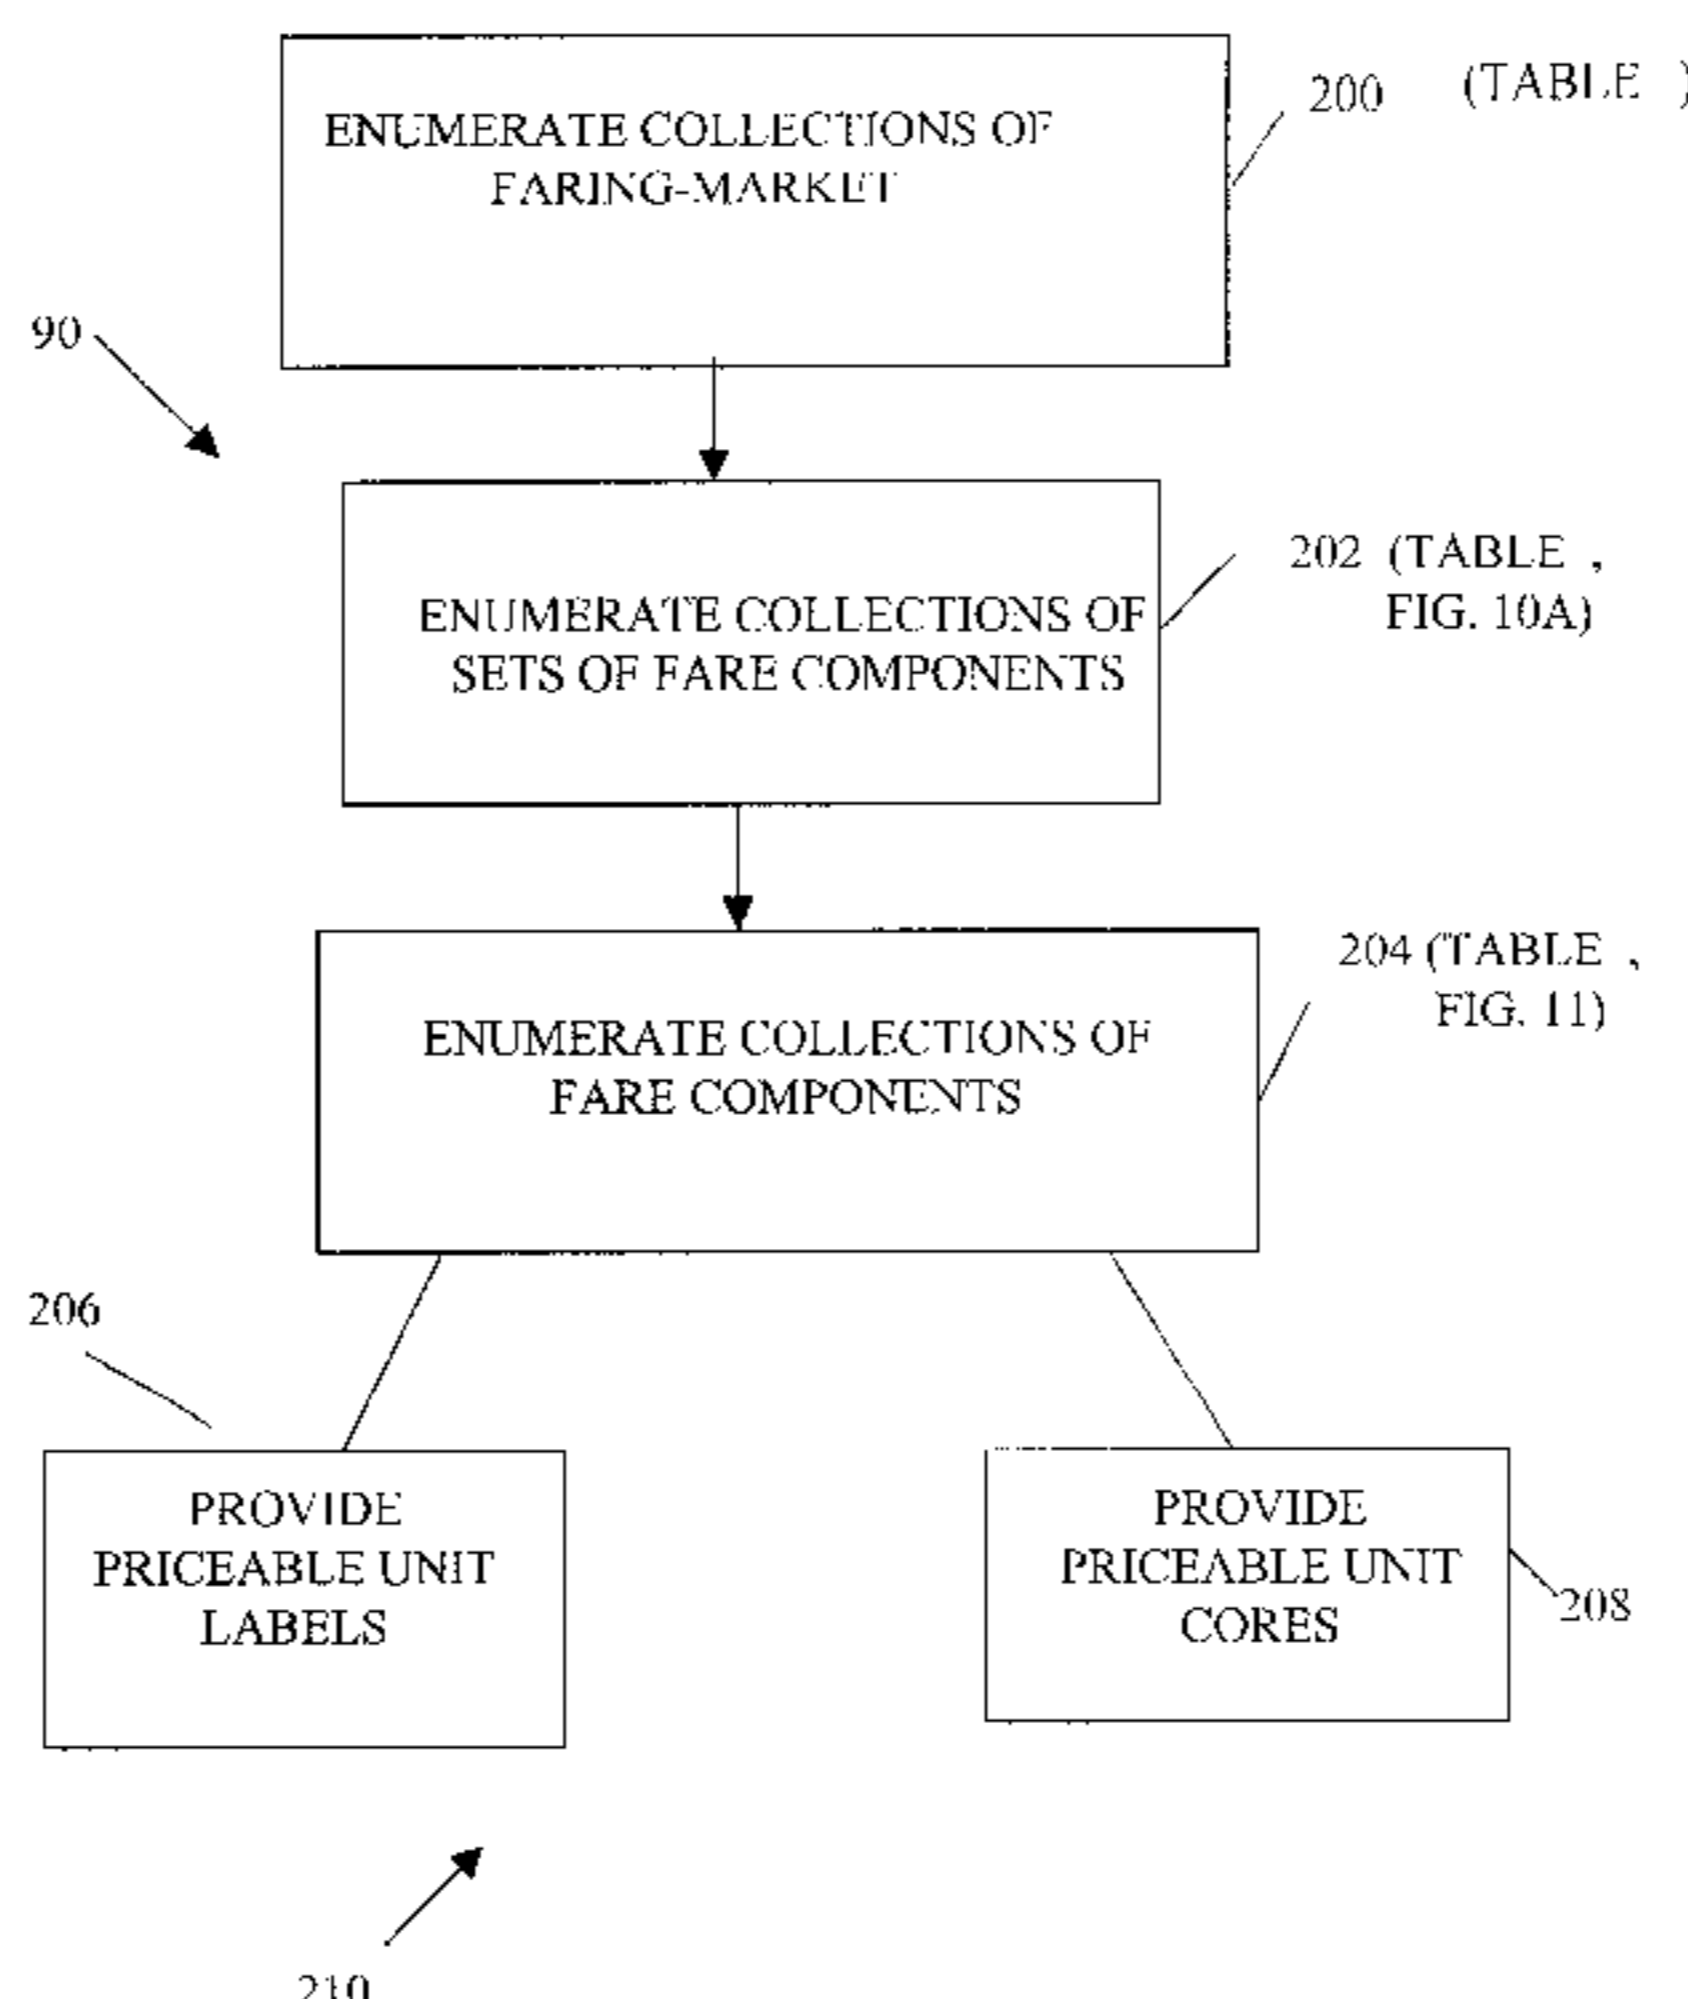 ENUMERATE COLLECTIONS OF
FARING-MARKET
200 (TABLE )
90
ENUMERATE COLLECTIONS OF
SETS OF FARE COMPONENTS
202 (TABLE ,
FIG. 10A)
ENUMERATE COLLECTIONS OF
FARE COMPONENTS
204 (TABLE ,
FIG. 11)
206
PROVIDE
PRICEABLE UNIT
LABELS
PROVIDE
PRICEABLE UNIT
CORES
208
210